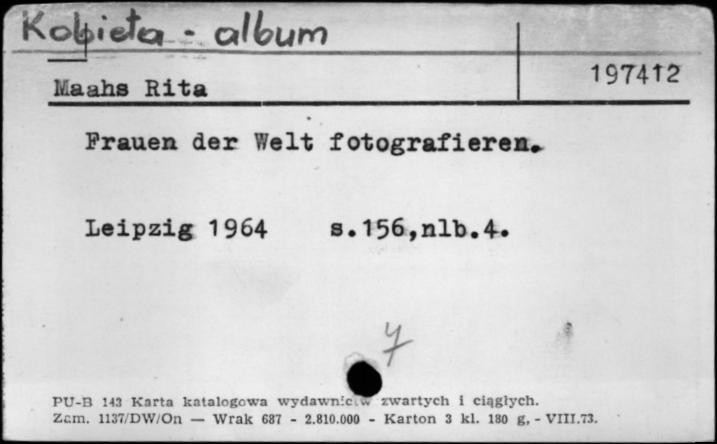 Kobieta - album
197412
Maahs Rita
Frauen der Welt fotografieren.
Leipzig 1964 s.156,nlb.4.
y
PU-B 143 Karta katalogowa wydawnictw zwartych i ciągłych.
Zam. 1137/DW/On — Wrak 687 - 2.810.000 - Karton 3 kl. 180 g, - VIII.73.